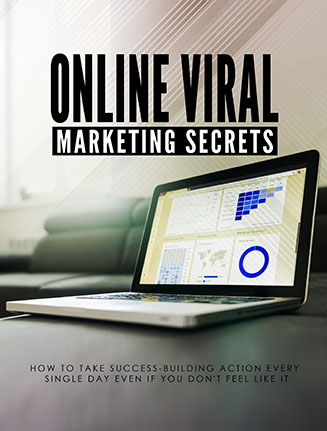 ONLINE VIRAL
MARKETING SECRETS
HOW TO TAKE SUCCESS-BUILDING ACTION EVERY
SINGLE DAY EVEN IF YOU DON'T FEEL LIKE IT